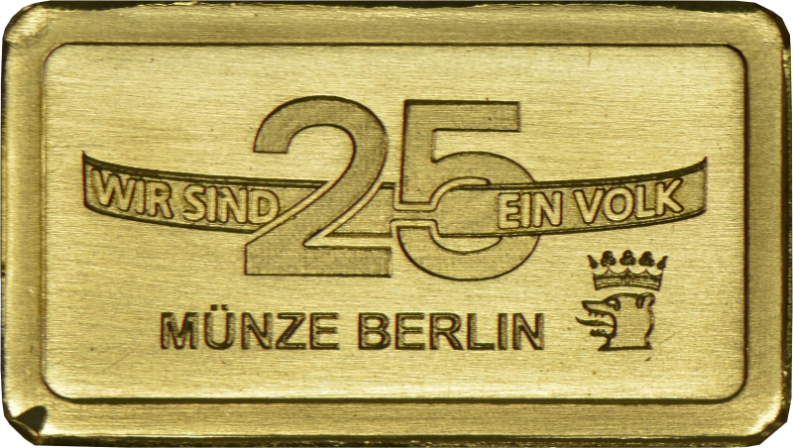 25
WIR SIND EIN VOLK
MÜNZE BERLIN